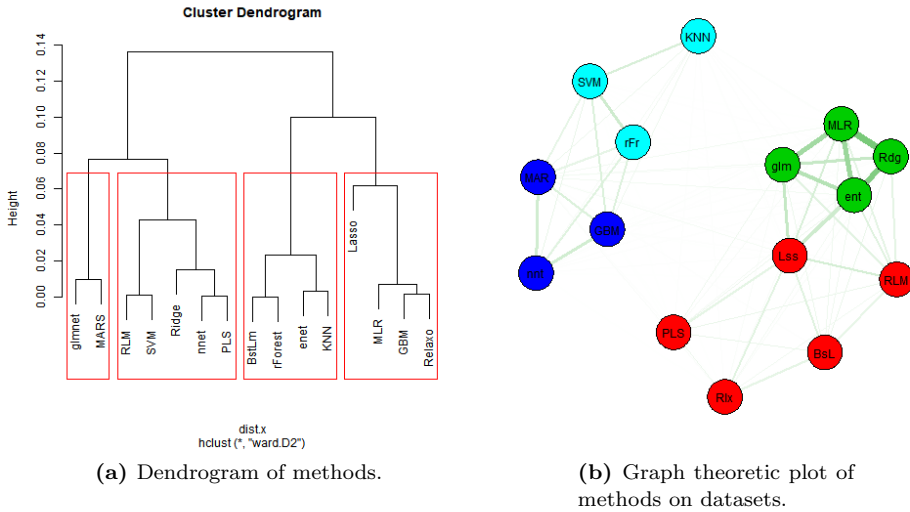 Cluster Dendrogram
Height
0.14
0.12
0.10
0.08
0.06
0.04
0.02
0.00
glmnet
MARS
RLM
SVM
Ridge
nnet
PLS
BstLm
rForest
enet
KNN
Lasso
MLR
GBM
Relaxo
dist.x
hclust (*, "ward.D2")
(a) Dendrogram of methods.
KNN
SVM
rFr
MAR
GBM
nnt
MLR
Rdg
glm
ent
Lss
RLM
PLS
BsL
Rlx
(b) Graph theoretic plot of
methods on datasets.